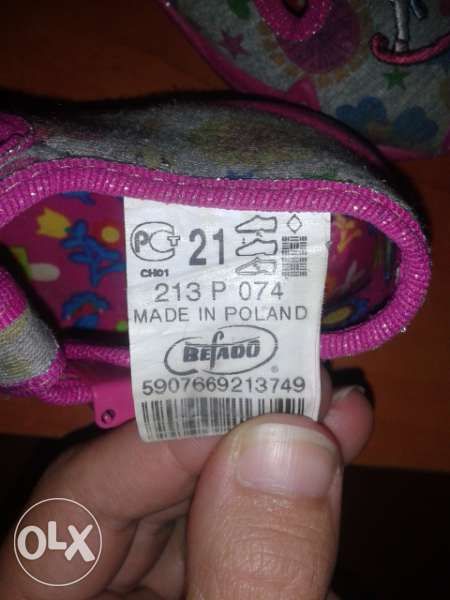 PCT 21
CH01
213 P 074
MADE IN POLAND
BEFADO ®
5907669213749
OLX